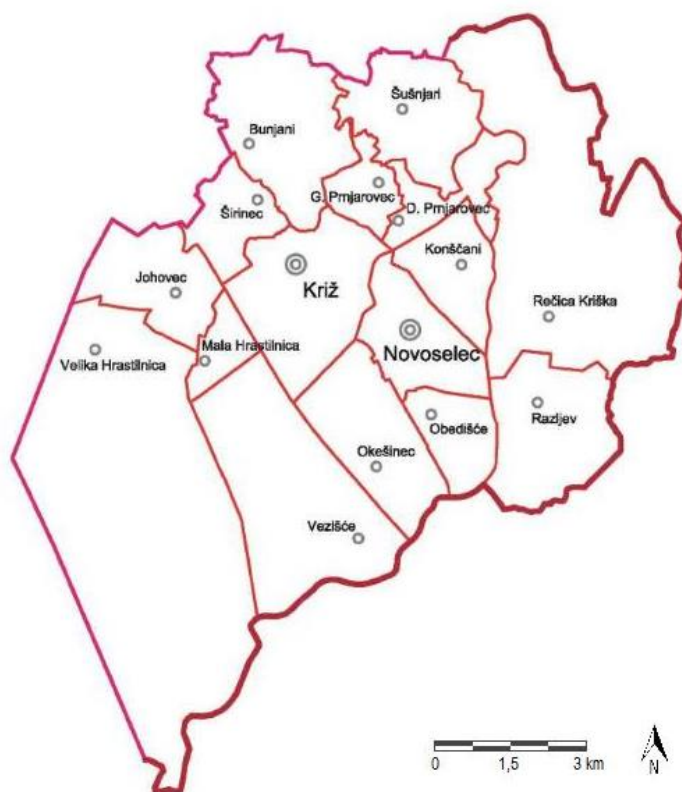 Šušnjari
Bunjani
G. Prnjarovec
Širinec
D. Prnjarovec
Konščani
Johovec
Križ
Rečica Kriška
Mala Hrastilnica
Velika Hrastilnica
Novoselec
Razljev
Obedišće
Okešinec
Vezišće
0 1,5 3 km
N